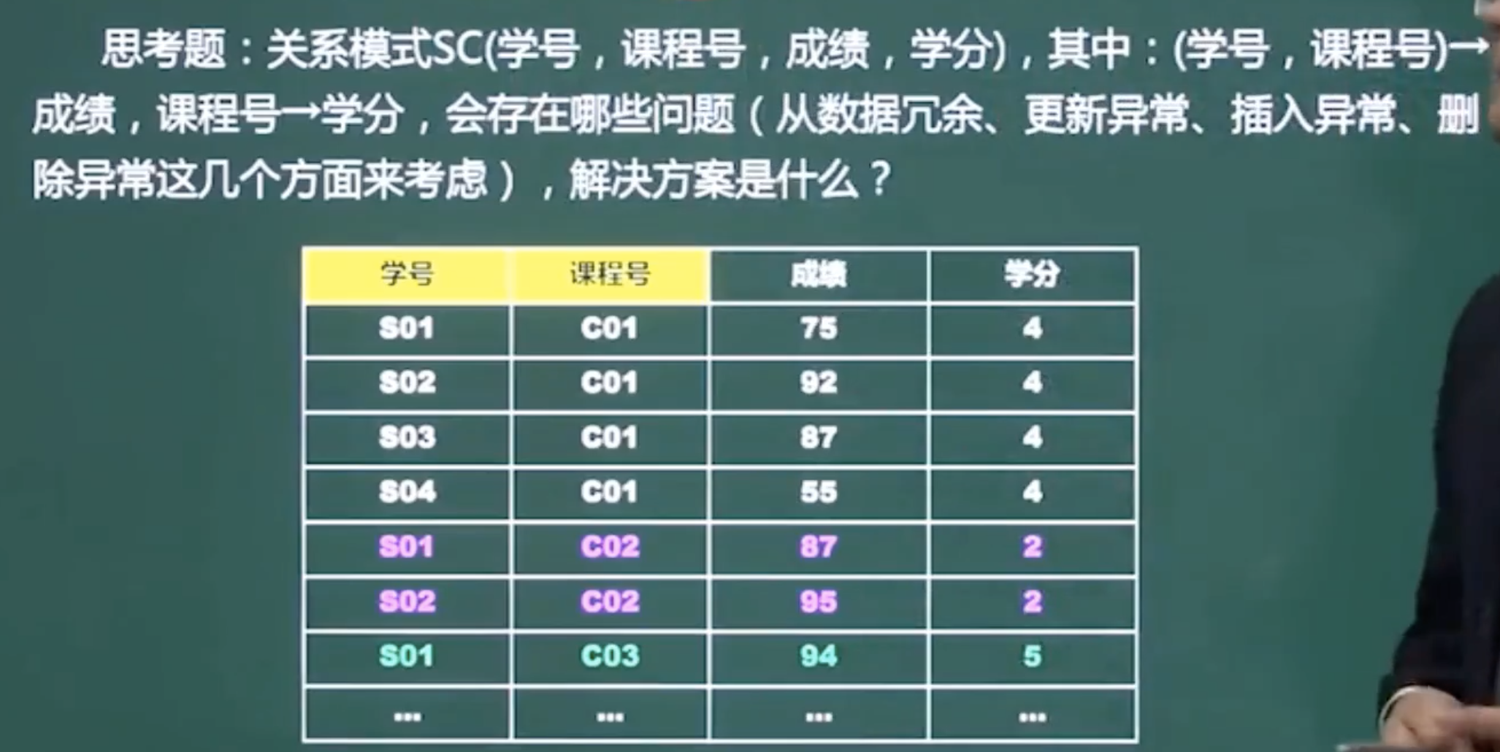 思考题：关系模式SC(学号，课程号，成绩，学分)，其中：(学号，课程号)→
成绩，课程号→学分，会存在哪些问题（从数据冗余、更新异常、插入异常、删
除异常这几个方面来考虑），解决方案是什么？
学号 课程号 成绩 学分
S01 C01 75 4
S02 C01 92 4
S03 C01 87 4
S04 C01 55 4
S01 C02 87 2
S02 C02 95 2
S01 C03 94 5
... ... ... ...